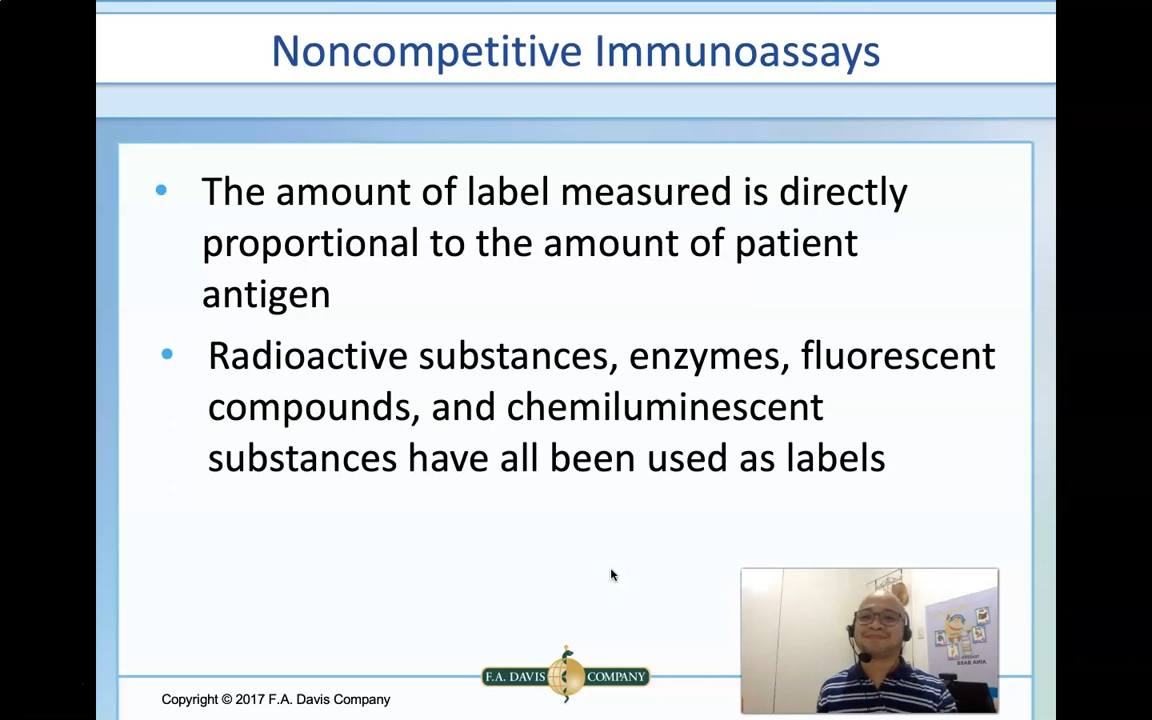 Noncompetitive Immunoassays
• The amount of label measured is directly
proportional to the amount of patient
antigen
• Radioactive substances, enzymes, fluorescent
compounds, and chemiluminescent
substances have all been used as labels
F.A. DAVIS COMPANY
Copyright © 2017 F.A. Davis Company